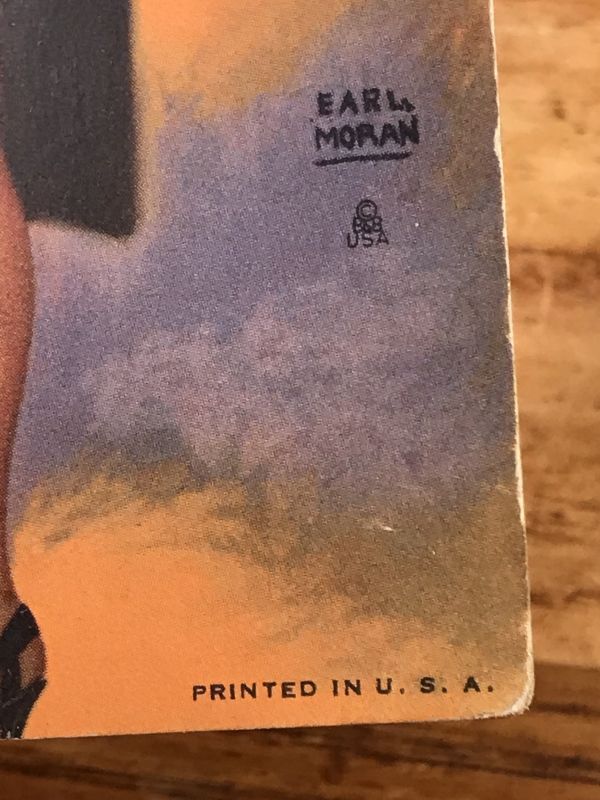 EARL
MORAN
©
B&B
USA
PRINTED IN U. S. A.